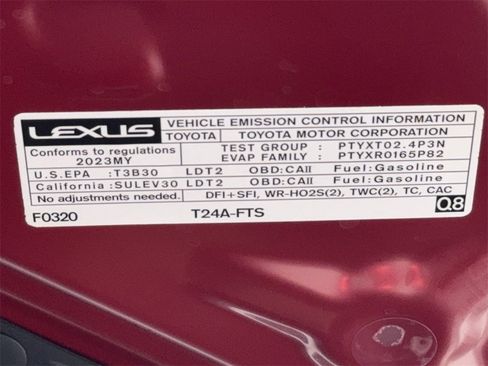 LEXUS VEHICLE EMISSION CONTROL INFORMATION
TOYOTA TOYOTA MOTOR CORPORATION
Conforms to regulations
2023MY
TEST GROUP : PTYXT02.4P3N
EVAP FAMILY : PTYXR0165P82
U.S.EPA :T3B30 LDT2 OBD:CAII Fuel:Gasoline
California :SULEV30 LDT2 OBD:CAII Fuel:Gasoline
No adjustments needed. DFI+SFI, WR-HO2S(2), TWC(2), TC, CAC
F0320 T24A-FTS Q8